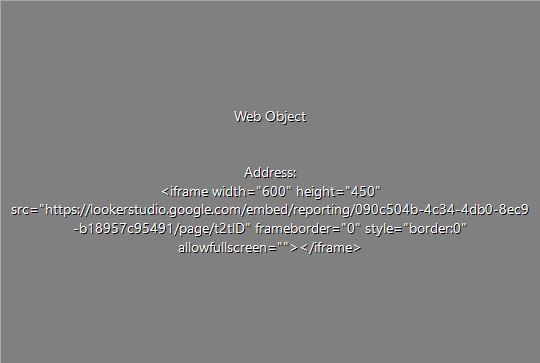 Web Object
Address:
<iframe width="600" height="450"
src="https://lookerstudio.google.com/embed/reporting/090c504b-4c34-4db0-8ec9
-b18957c95491/page/t2tID" frameborder="0" style="border:0"
allowfullscreen=""></iframe>